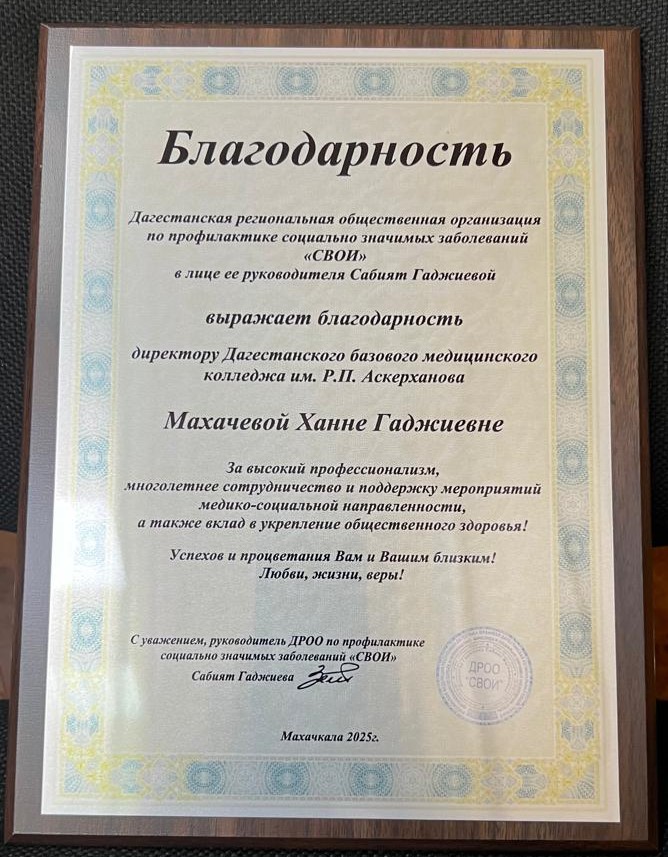 Благодарность
Дагестанская региональная общественная организация
по профилактике социально значимых заболеваний
«СВОИ»
в лице ее руководителя Сабият Гаджиевой
выражает благодарность
директору Дагестанского базового медицинского
колледжа им. Р.П. Аскерханова
Махачевой Ханне Гаджиевне
За высокий профессионализм,
многолетнее сотрудничество и поддержку мероприятий
медико-социальной направленности,
а также вклад в укрепление общественного здоровья!
Успехов и процветания Вам и Вашим близким!
Любви, жизни, веры!
С уважением, руководитель ДРОО по профилактике
социально значимых заболеваний «СВОИ»
Сабият Гаджиева
ДРОО
"СВОИ"
Махачкала 2025г.